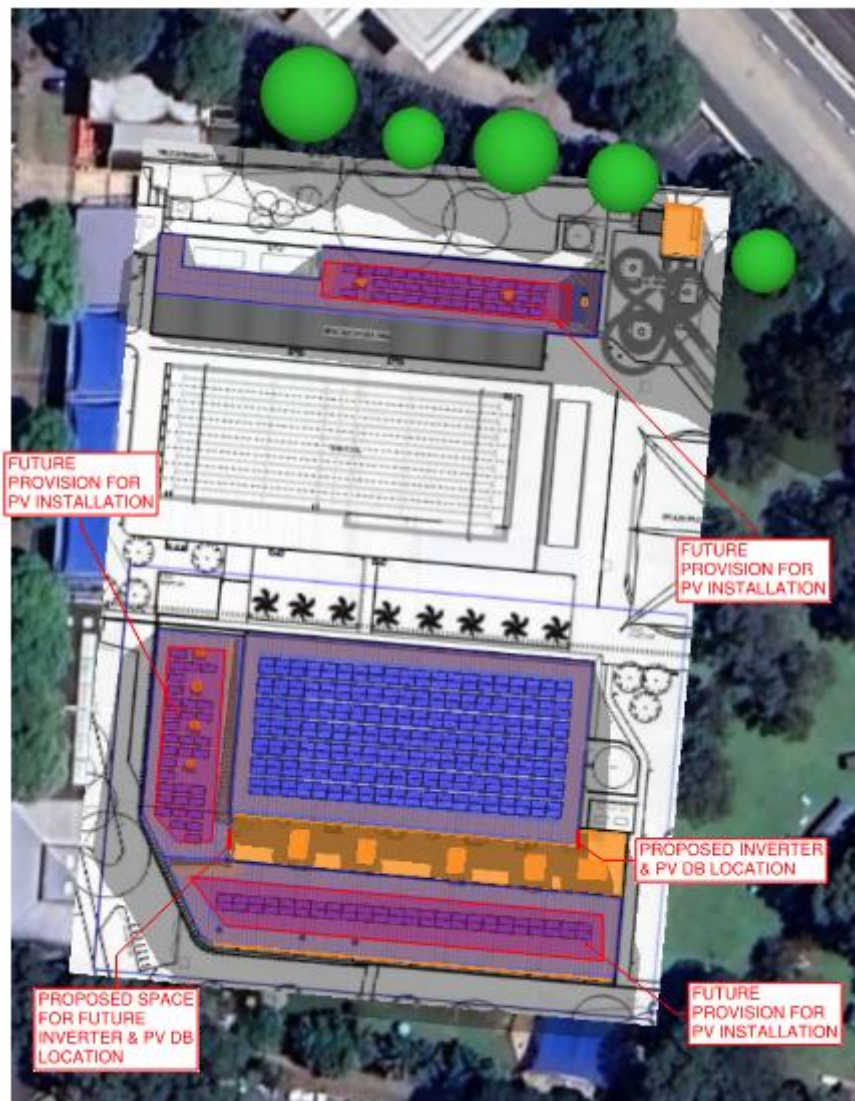 FUTURE
PROVISION FOR
PV INSTALLATION
FUTURE
PROVISION FOR
PV INSTALLATION
PROPOSED INVERTER
& PV DB LOCATION
PROPOSED SPACE
FOR FUTURE
INVERTER & PV DB
LOCATION
FUTURE
PROVISION FOR
PV INSTALLATION